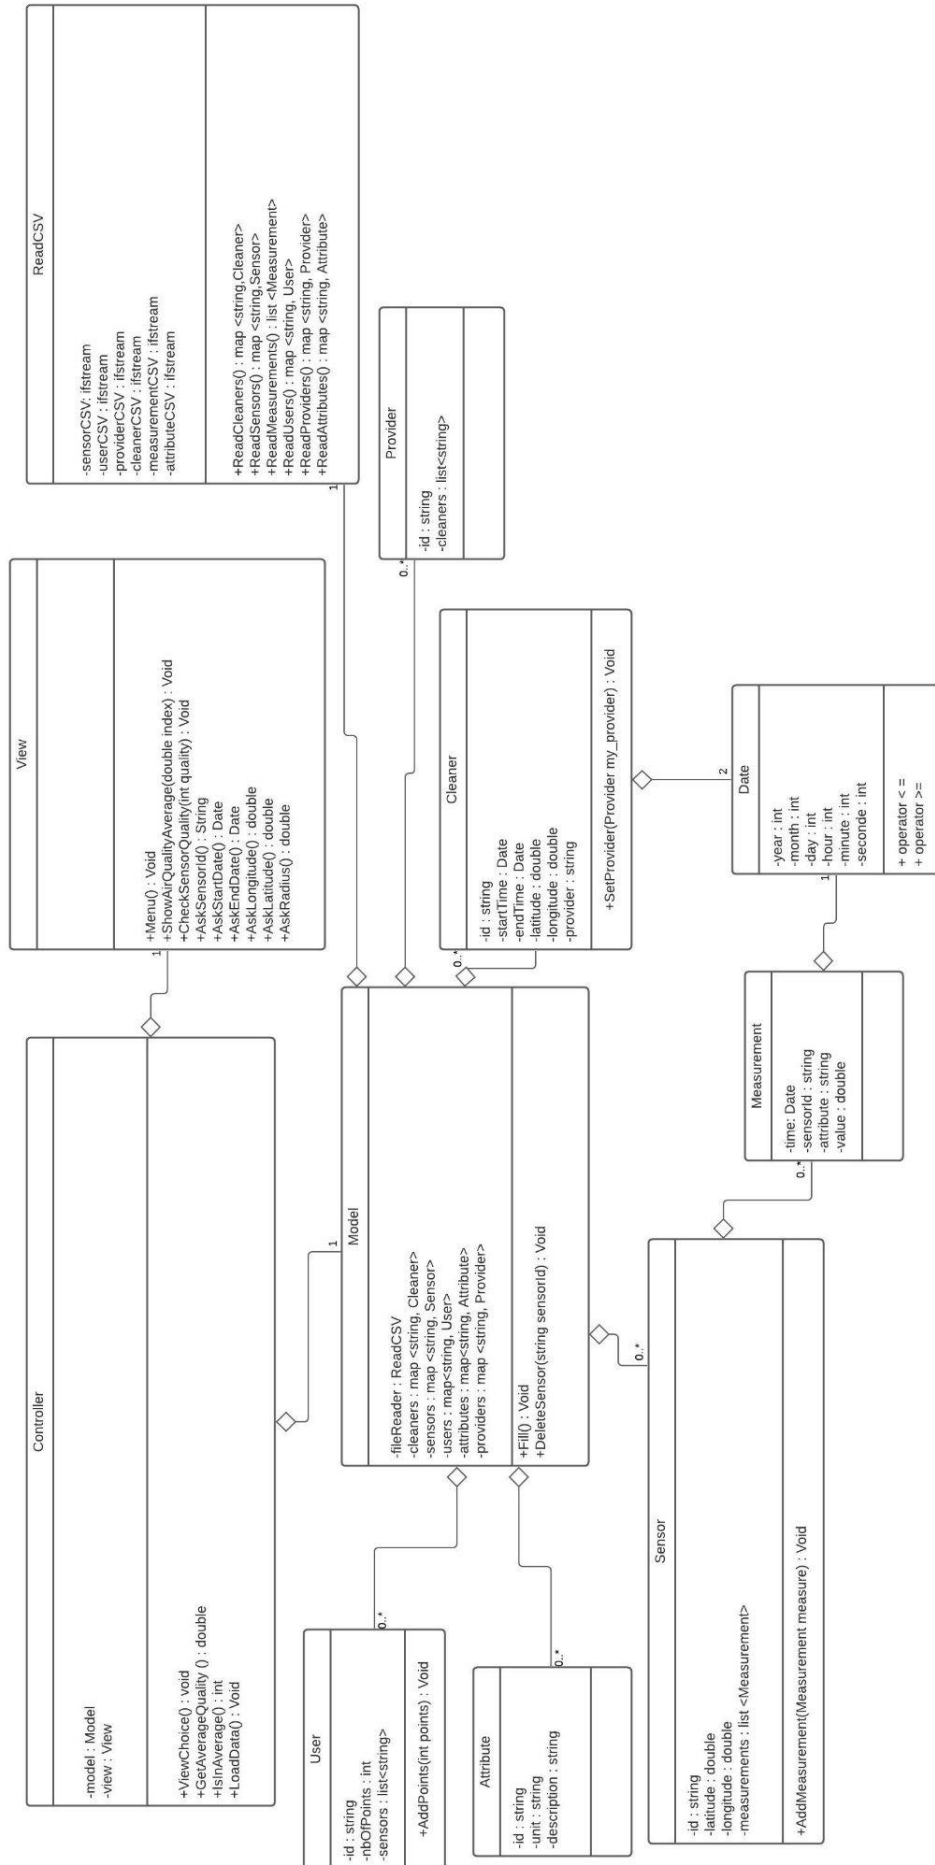 Controller
-model : Model
-view : View
+ViewChoice() : void
+GetAverageQuality () : double
+IsInAverage() : int
+LoadData() : Void
1
View
+Menu() : Void
+ShowAirQualityAverage(double index) : Void
+CheckSensorQuality(int quality) : Void
+AskSensorId() : String
+AskStartDate() : Date
+AskEndDate() : Date
+AskLongitude() : double
+AskLatitude() : double
+AskRadius() : double
1
ReadCSV
-sensorCSV: ifstream
-userCSV : ifstream
-providerCSV : ifstream
-cleanerCSV : ifstream
-measurementCSV : ifstream
-attributeCSV : ifstream
+ReadCleaners() : map <string,Cleaner>
+ReadSensors() : map <string,Sensor>
+ReadMeasurements() : list <Measurement>
+ReadUsers() : map <string, User>
+ReadProviders() : map <string, Provider>
+ReadAttributes() : map <string, Attribute>
1
User
-id : string
-nbOfPoints : int
-sensors : list<string>
+AddPoints(int points) : Void
0..*
Model
-fileReader : ReadCSV
-cleaners : map <string, Cleaner>
-sensors : map <string, Sensor>
-users : map<string, User>
-attributes : map<string, Attribute>
-providers : map <string, Provider>
+Fill() : Void
+DeleteSensor(string sensorId) : Void
0..*
Provider
-id : string
-cleaners : list<string>
0..*
Cleaner
-id : string
-startTime : Date
-endTime : Date
-latitude : double
-longitude : double
-provider : string
+SetProvider(Provider my_provider) : Void
Attribute
-id : string
-unit : string
-description : string
0..*
0..*
Sensor
-id : string
-latitude : double
-longitude : double
-measurements : list <Measurement>
+AddMeasurement(Measurement measure) : Void
0..*
Measurement
-time: Date
-sensorId : string
-attribute : string
-value : double
2
Date
-year : int
-month : int
-day : int
-hour : int
-minute : int
-seconde : int
+ operator < =
+ operator >=
1